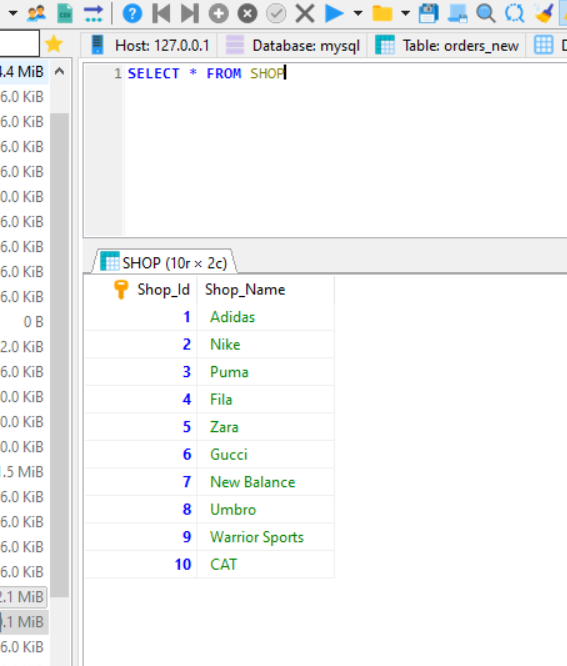 Host: 127.0.0.1 Database: mysql Table: orders_new
.4 MiB
6.0 KiB
6.0 KiB
6.0 KiB
6.0 KiB
0.0 KiB
6.0 KiB
6.0 KiB
6.0 KiB
6.0 KiB
0 B
2.0 KiB
6.0 KiB
0.0 KiB
0.0 KiB
0.0 KiB
.5 MiB
6.0 KiB
6.0 KiB
6.0 KiB
6.0 KiB
2.1 MiB
.1 MiB
6.0 KiB
1 SELECT * FROM SHOP
SHOP (10r × 2c)
Shop_Id Shop_Name
1 Adidas
2 Nike
3 Puma
4 Fila
5 Zara
6 Gucci
7 New Balance
8 Umbro
9 Warrior Sports
10 CAT